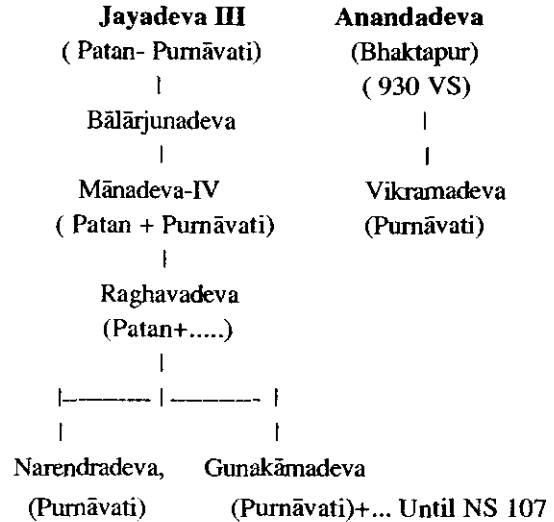 Jayadeva III Anandadeva
( Patan- Purnāvati) (Bhaktapur)
( 930 VS)
Bālārjunadeva
Mānadeva-IV Vikramadeva
( Patan + Purnāvati) (Purnāvati)
Raghavadeva
(Patan+.....)
Narendradeva, Gunakāmadeva
(Purnāvati) (Purnāvati)+... Until NS 107